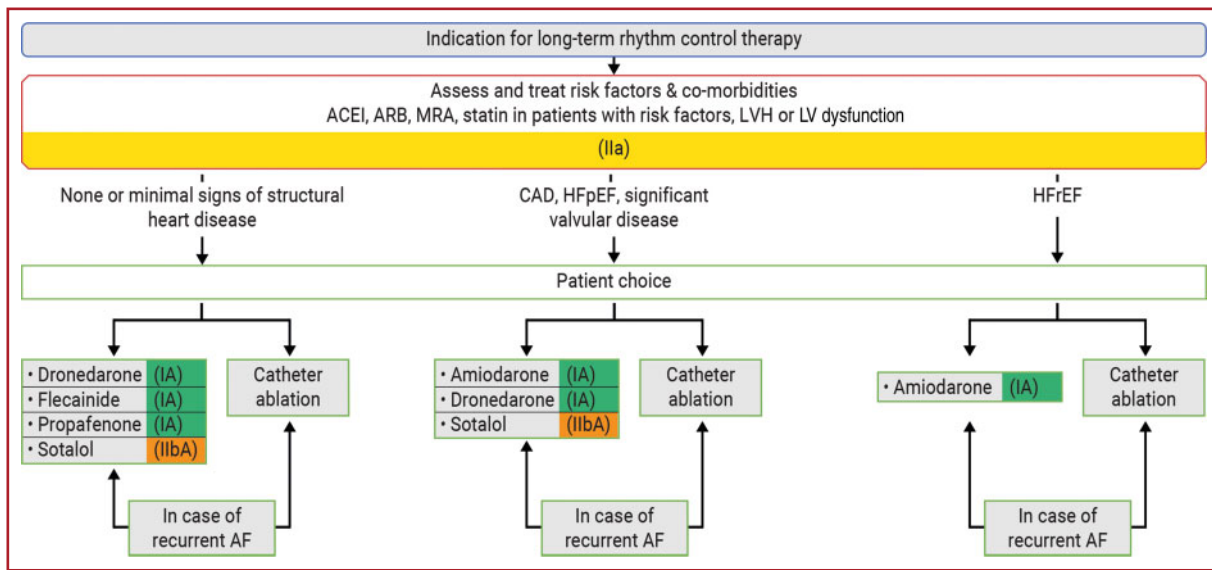 Indication for long-term rhythm control therapy
Assess and treat risk factors & co-morbidities
ACEI, ARB, MRA, statin in patients with risk factors, LVH or LV dysfunction
(IIa)
None or minimal signs of structural
heart disease
CAD, HFpEF, significant
valvular disease
HFrEF
Patient choice
• Dronedarone (IA)
• Flecainide (IA)
• Propafenone (IA)
• Sotalol (IIbA)
Catheter
ablation
• Amiodarone (IA)
• Dronedarone (IA)
• Sotalol (IIbA)
Catheter
ablation
• Amiodarone (IA)
Catheter
ablation
In case of
recurrent AF
In case of
recurrent AF
In case of
recurrent AF